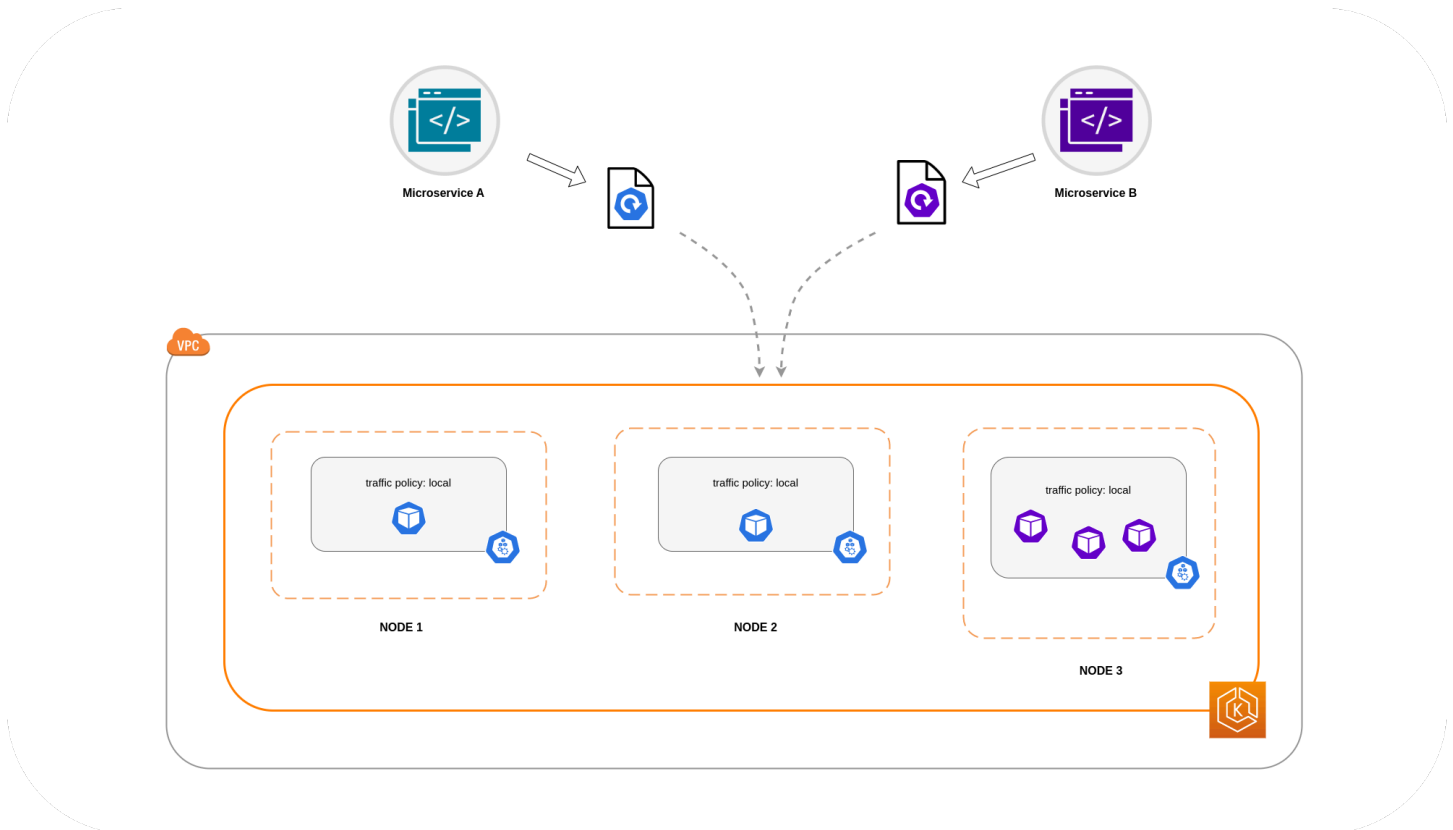 </>
</>
Microservice A
Microservice B
VPC
traffic policy: local
traffic policy: local
traffic policy: local
NODE 1
NODE 2
NODE 3
K